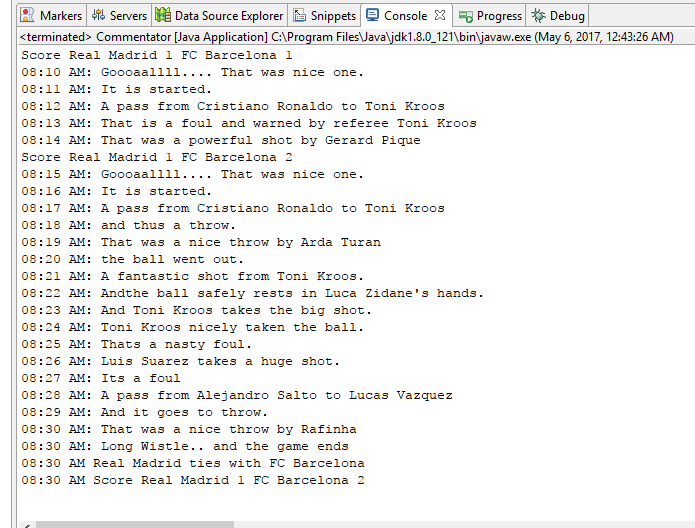 Markers Servers Data Source Explorer Snippets Console Progress Debug
<terminated> Commentator [Java Application] C:\Program Files\Java\jdk1.8.0_121\bin\javaw.exe (May 6, 2017, 12:43:26 AM)
Score Real Madrid 1 FC Barcelona 1
08:10 AM: Goooaallll.... That was nice one.
08:11 AM: It is started.
08:12 AM: A pass from Cristiano Ronaldo to Toni Kroos
08:13 AM: That is a foul and warned by referee Toni Kroos
08:14 AM: That was a powerful shot by Gerard Pique
Score Real Madrid 1 FC Barcelona 2
08:15 AM: Goooaallll.... That was nice one.
08:16 AM: It is started.
08:17 AM: A pass from Cristiano Ronaldo to Toni Kroos
08:18 AM: and thus a throw.
08:19 AM: That was a nice throw by Arda Turan
08:20 AM: the ball went out.
08:21 AM: A fantastic shot from Toni Kroos.
08:22 AM: Andthe ball safely rests in Luca Zidane's hands.
08:23 AM: And Toni Kroos takes the big shot.
08:24 AM: Toni Kroos nicely taken the ball.
08:25 AM: Thats a nasty foul.
08:26 AM: Luis Suarez takes a huge shot.
08:27 AM: Its a foul
08:28 AM: A pass from Alejandro Salto to Lucas Vazquez
08:29 AM: And it goes to throw.
08:30 AM: That was a nice throw by Rafinha
08:30 AM: Long Wistle.. and the game ends
08:30 AM Real Madrid ties with FC Barcelona
08:30 AM Score Real Madrid 1 FC Barcelona 2